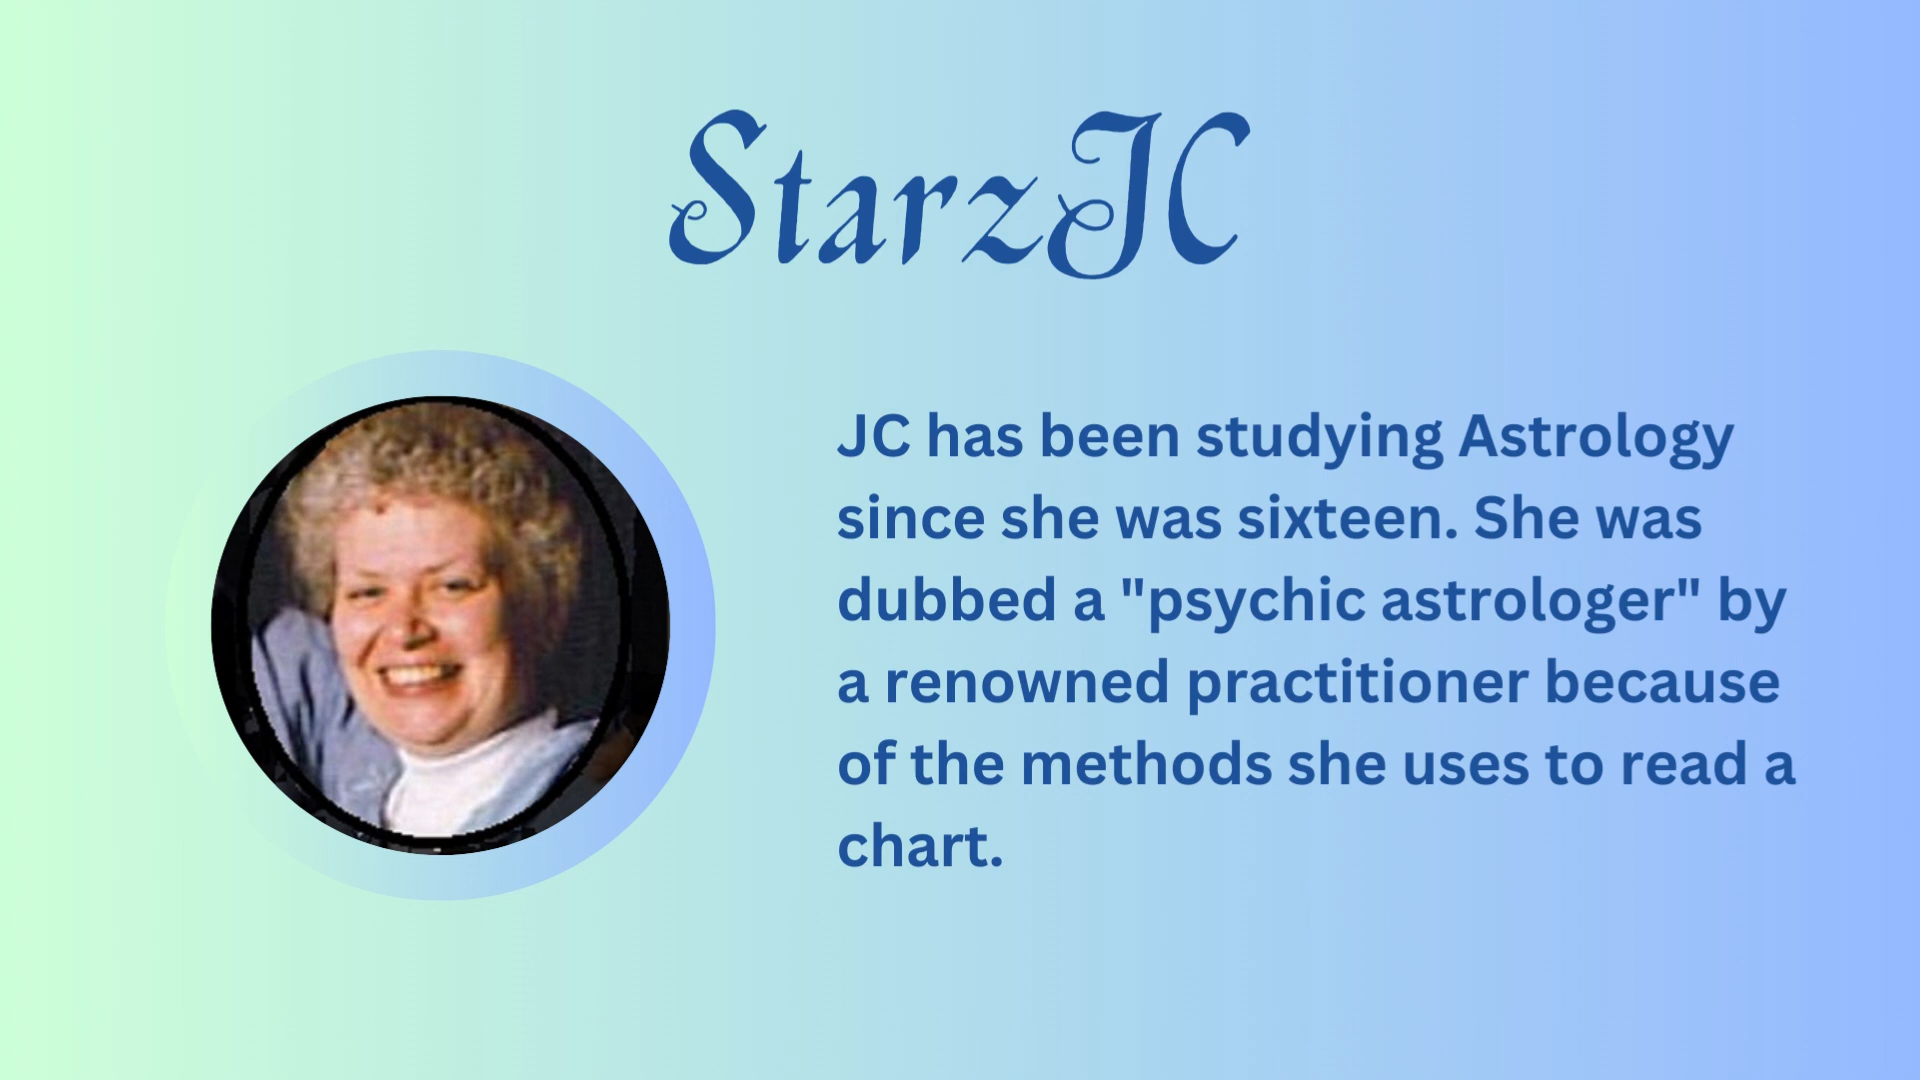 StarzJC
JC has been studying Astrology
since she was sixteen. She was
dubbed a "psychic astrologer" by
a renowned practitioner because
of the methods she uses to read a
chart.